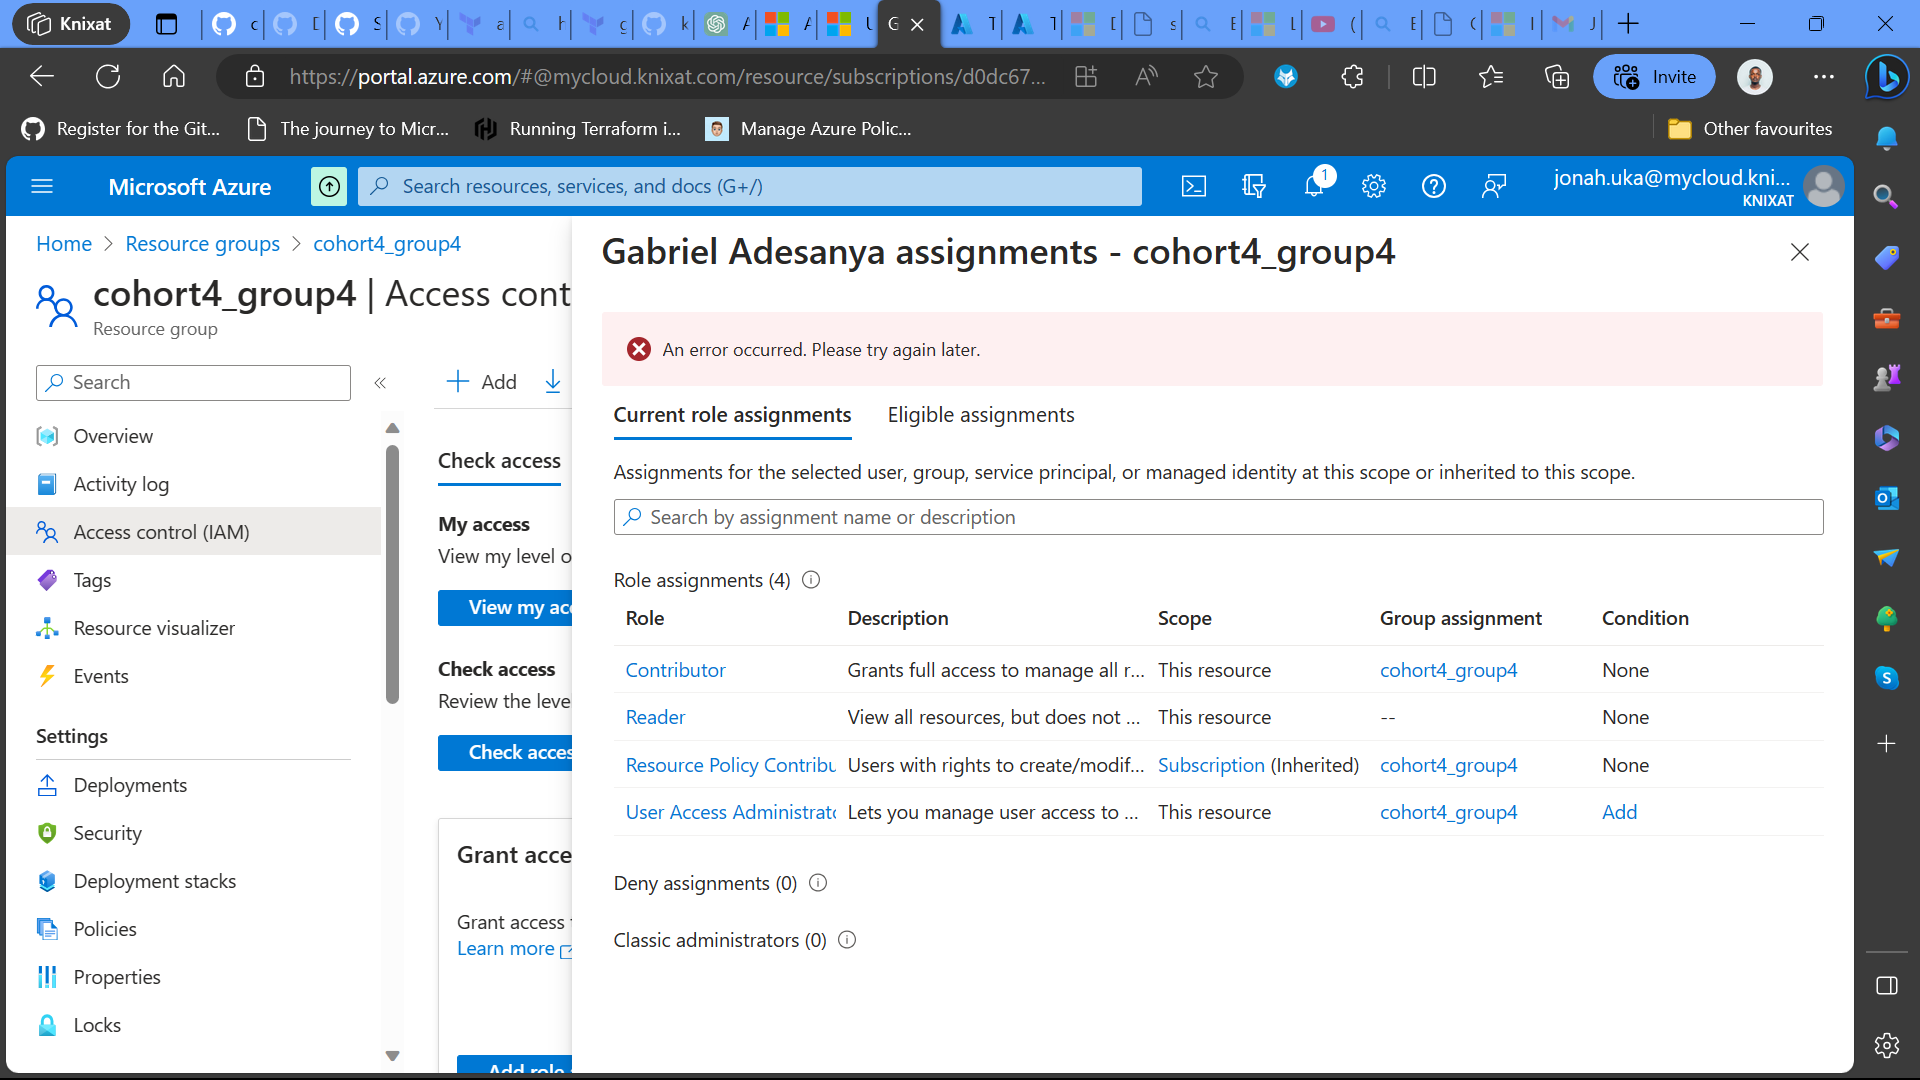 Knixat
https://portal.azure.com/#@mycloud.knixat.com/resource/subscriptions/d0dc67...
Invite
Register for the Git...
The journey to Micr...
Running Terraform i...
Manage Azure Polic...
Other favourites
Microsoft Azure
Search resources, services, and docs (G+/)
1
jonah.uka@mycloud.kni...
KNIXAT
Home > Resource groups > cohort4_group4
cohort4_group4 | Access cont
Resource group
Search
Overview
Activity log
Access control (IAM)
Tags
Resource visualizer
Events
Settings
Deployments
Security
Deployment stacks
Policies
Properties
Locks
Add
Check access
My access
View my level o
View my acc
Check access
Review the leve
Check acces
Grant acce
Grant access
Learn more
Add role
Gabriel Adesanya assignments - cohort4_group4
An error occurred. Please try again later.
Current role assignments Eligible assignments
Assignments for the selected user, group, service principal, or managed identity at this scope or inherited to this scope.
Search by assignment name or description
Role assignments (4)
Role Description Scope Group assignment Condition
Contributor Grants full access to manage all r... This resource cohort4_group4 None
Reader View all resources, but does not ... This resource -- None
Resource Policy Contribu Users with rights to create/modif... Subscription (Inherited) cohort4_group4 None
User Access Administrato Lets you manage user access to ... This resource cohort4_group4 Add
Deny assignments (0)
Classic administrators (0)